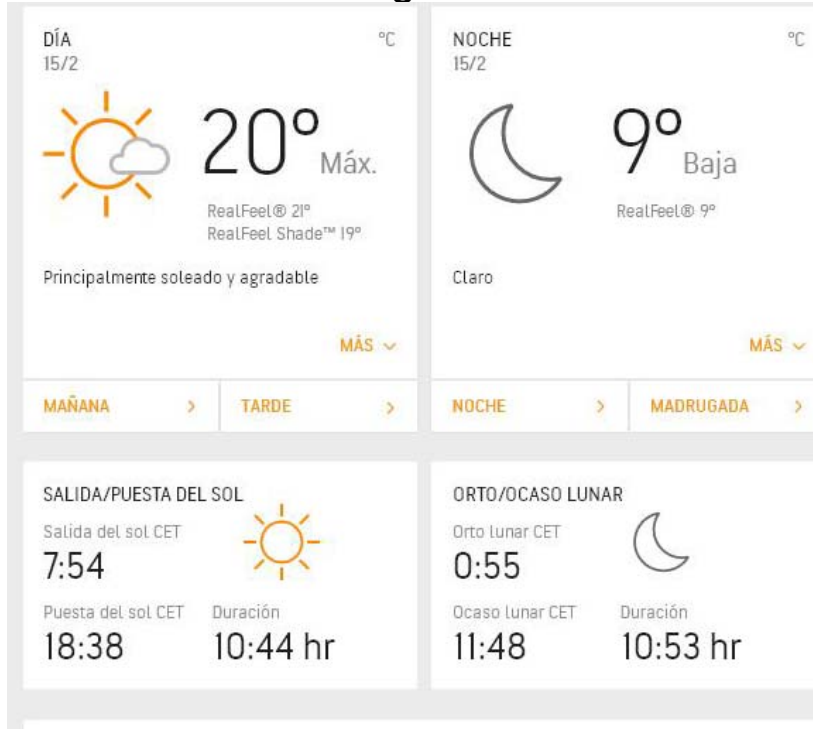 DÍA
°C
15/2
20° Máx.
RealFeel® 21°
RealFeel Shade™ 19°
Principalmente soleado y agradable
MÁS
MAÑANA
TARDE
NOCHE
°C
15/2
9° Baja
RealFeel® 9°
Claro
MÁS
NOCHE
MADRUGADA
SALIDA/PUESTA DEL SOL
Salida del sol CET
7:54
Puesta del sol CET
18:38
Duración
10:44 hr
ORTO/OCASO LUNAR
Orto lunar CET
0:55
Ocaso lunar CET
11:48
Duración
10:53 hr